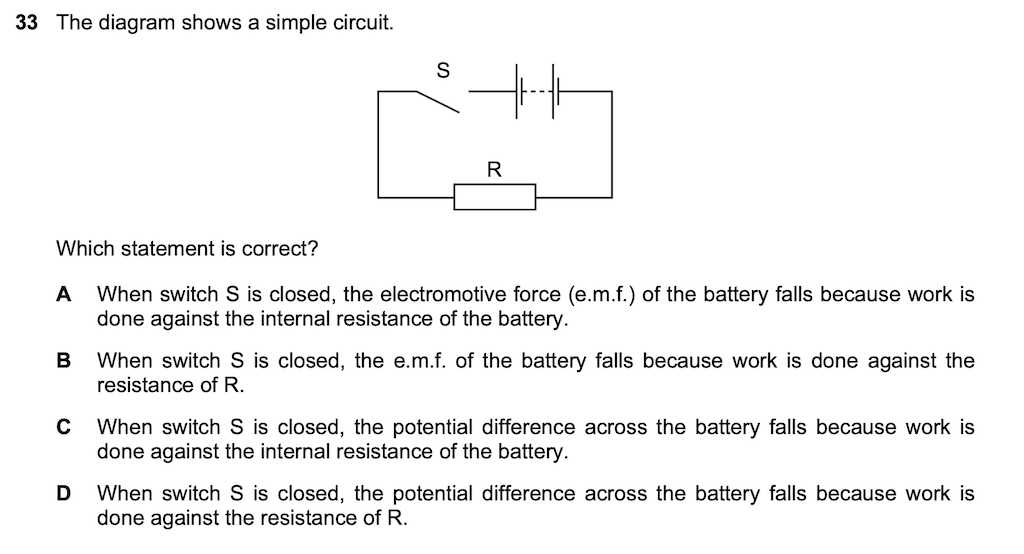 33 The diagram shows a simple circuit.
S
R
Which statement is correct?
A When switch S is closed, the electromotive force (e.m.f.) of the battery falls because work is
done against the internal resistance of the battery.
B When switch S is closed, the e.m.f. of the battery falls because work is done against the
resistance of R.
C When switch S is closed, the potential difference across the battery falls because work is
done against the internal resistance of the battery.
D When switch S is closed, the potential difference across the battery falls because work is
done against the resistance of R.